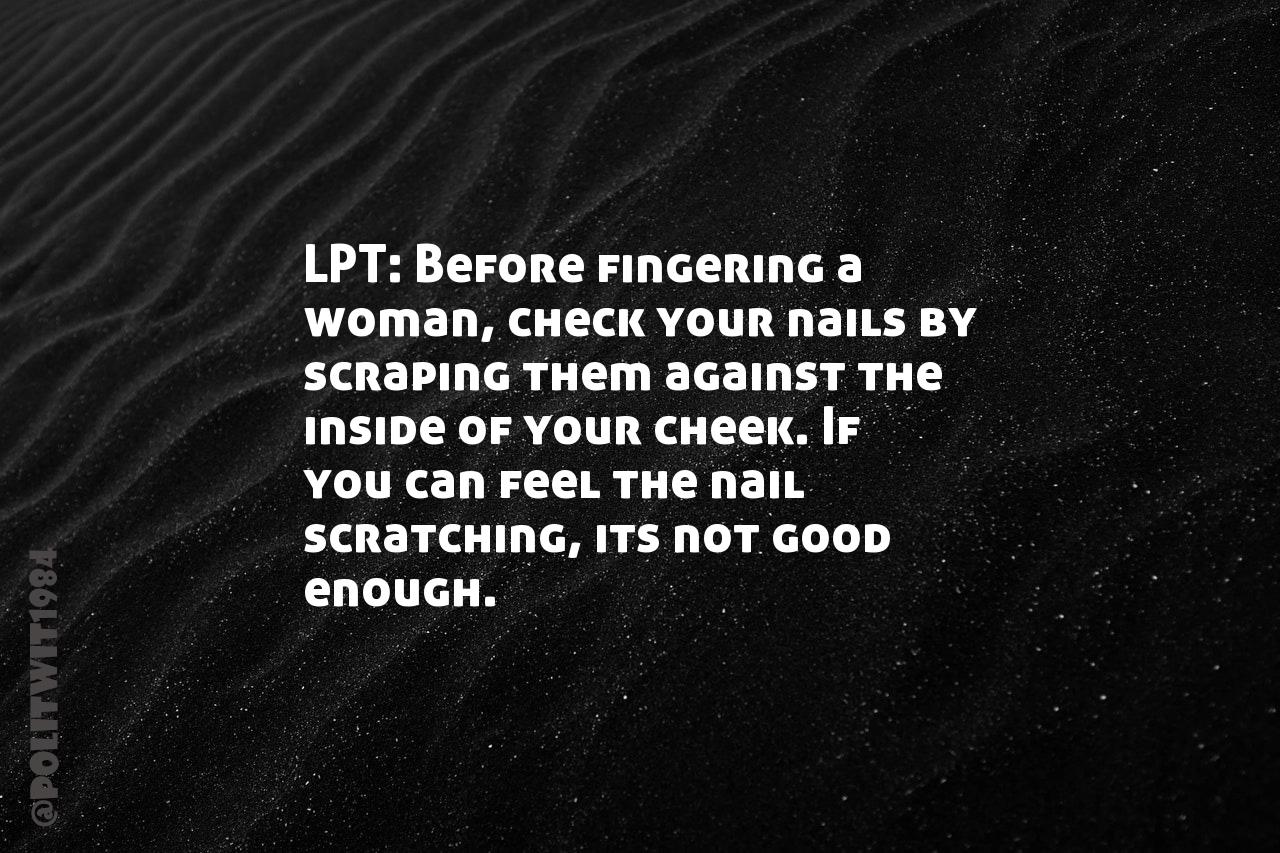 LPT: Before fingering a
woman, check your nails by
scraping them against the
inside of your cheek. If
you can feel the nail
scratching, its not good
enough.
@politwit1984